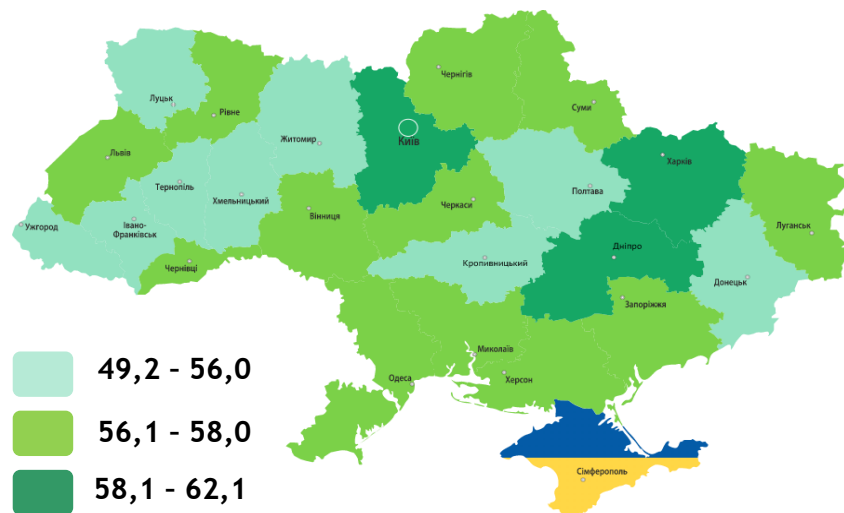 Чернігів
Луцьк
Рівне
Суми
Житомир
Київ
Львів
Харків
Тернопіль
Хмельницький
Полтава
Черкаси
Вінниця
Ужгород
Івано-
Франківськ
Луганськ
Дніпро
Чернівці
Кропивницький
Донецьк
Запоріжжя
Миколаїв
Одеса
Херсон
Сімферополь
49,2 - 56,0
56,1 - 58,0
58,1 - 62,1